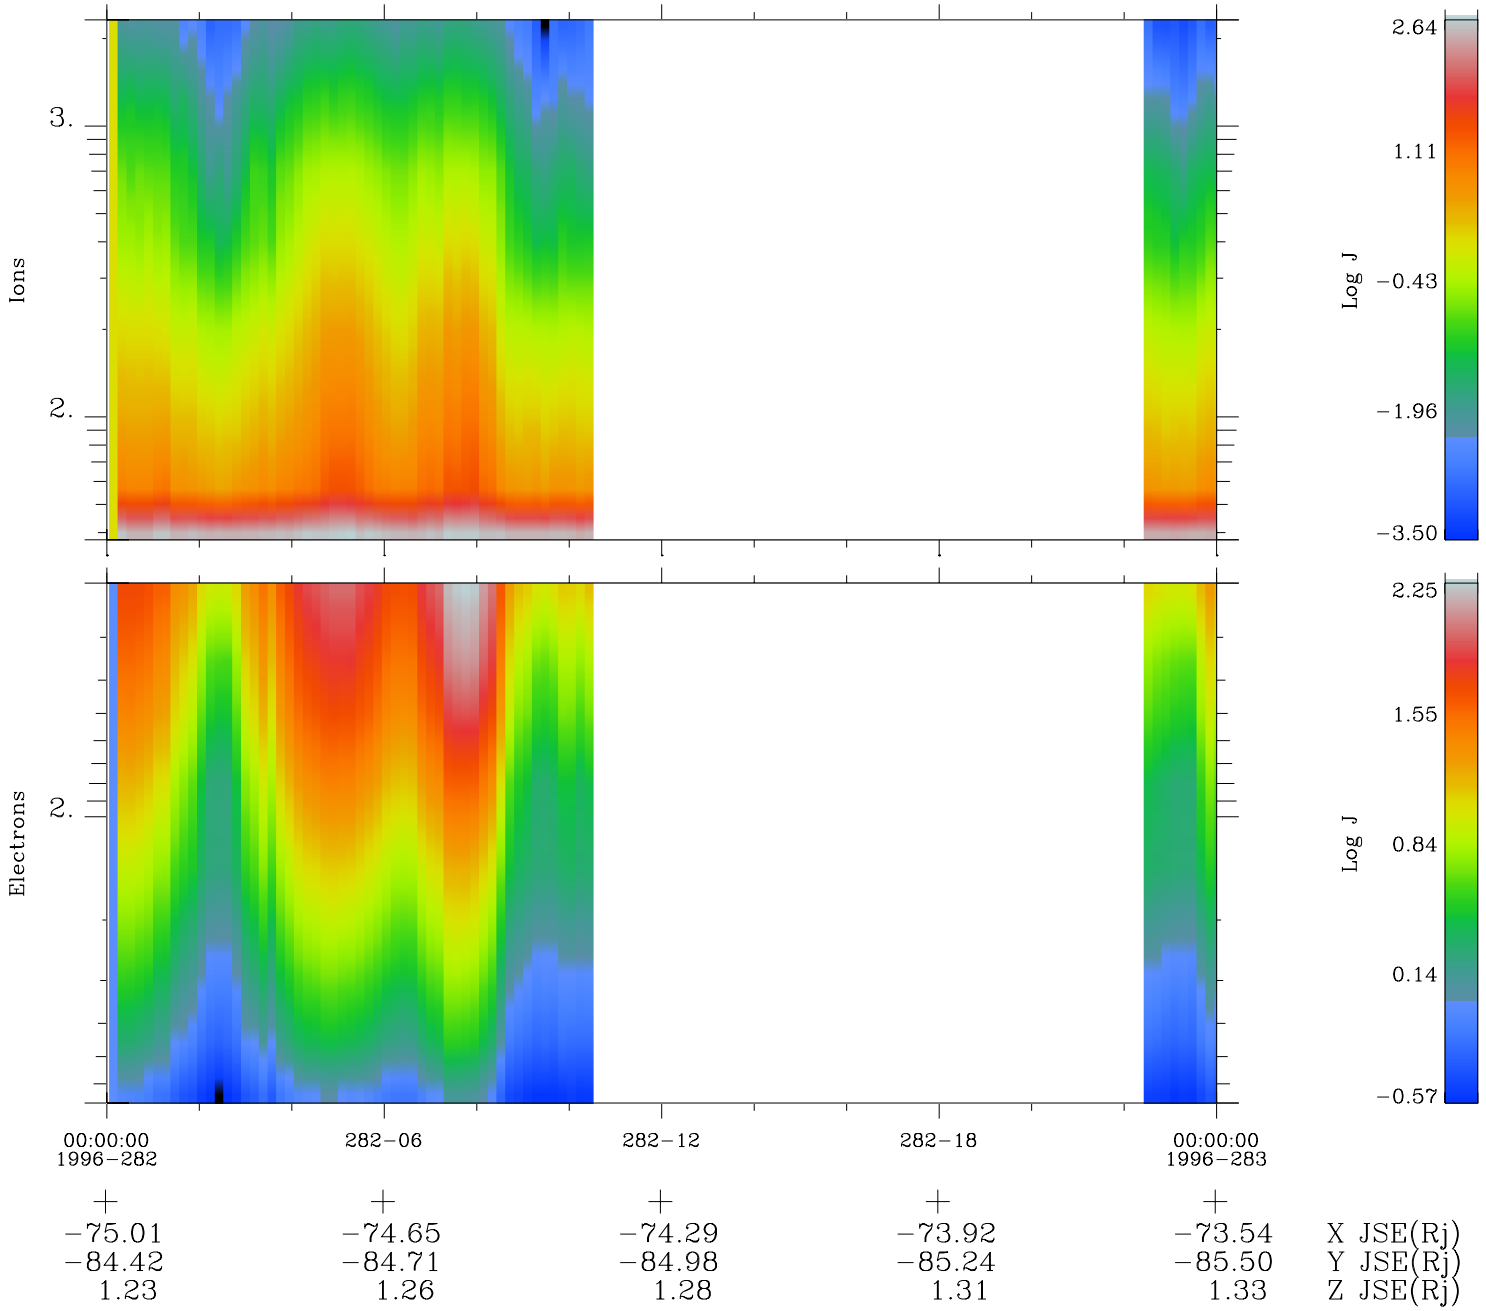 3.
2.
Ions
2.64
1.11
-0.43
-1.96
-3.50
Log J
2.
Electrons
2.25
1.55
0.84
0.14
-0.57
Log J
00:00:00 282-06 282-12 282-18 00:00:00
1996-282 1996-283
-75.01 -74.65 -74.29 -73.92 -73.54 X JSE(Rj)
-84.42 -84.71 -84.98 -85.24 -85.50 Y JSE(Rj)
1.23 1.26 1.28 1.31 1.33 Z JSE(Rj)